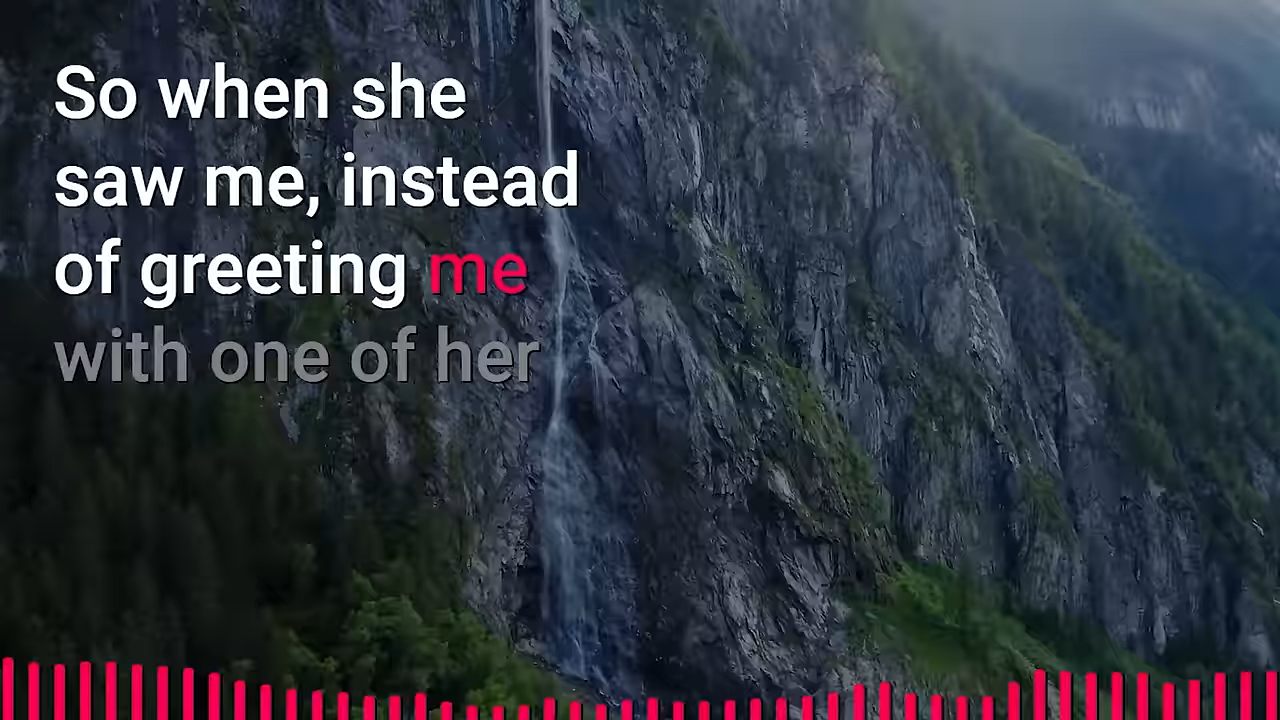 So when she
saw me, instead
of greeting me
with one of her